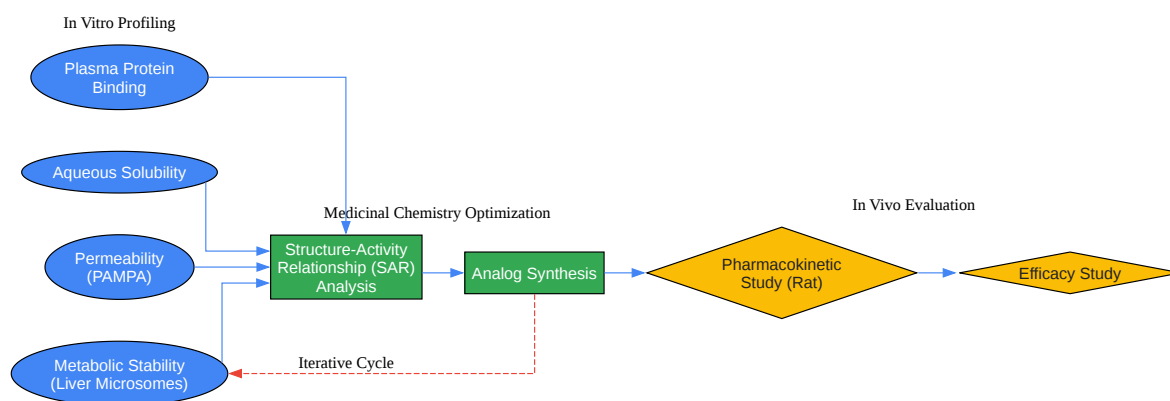 In Vitro Profiling
Plasma Protein
Binding
Aqueous Solubility
Permeability
(PAMPA)
Metabolic Stability
(Liver Microsomes)
Medicinal Chemistry Optimization
Structure-Activity
Relationship (SAR)
Analysis
Analog Synthesis
Iterative Cycle
In Vivo Evaluation
Pharmacokinetic
Study (Rat)
Efficacy Study